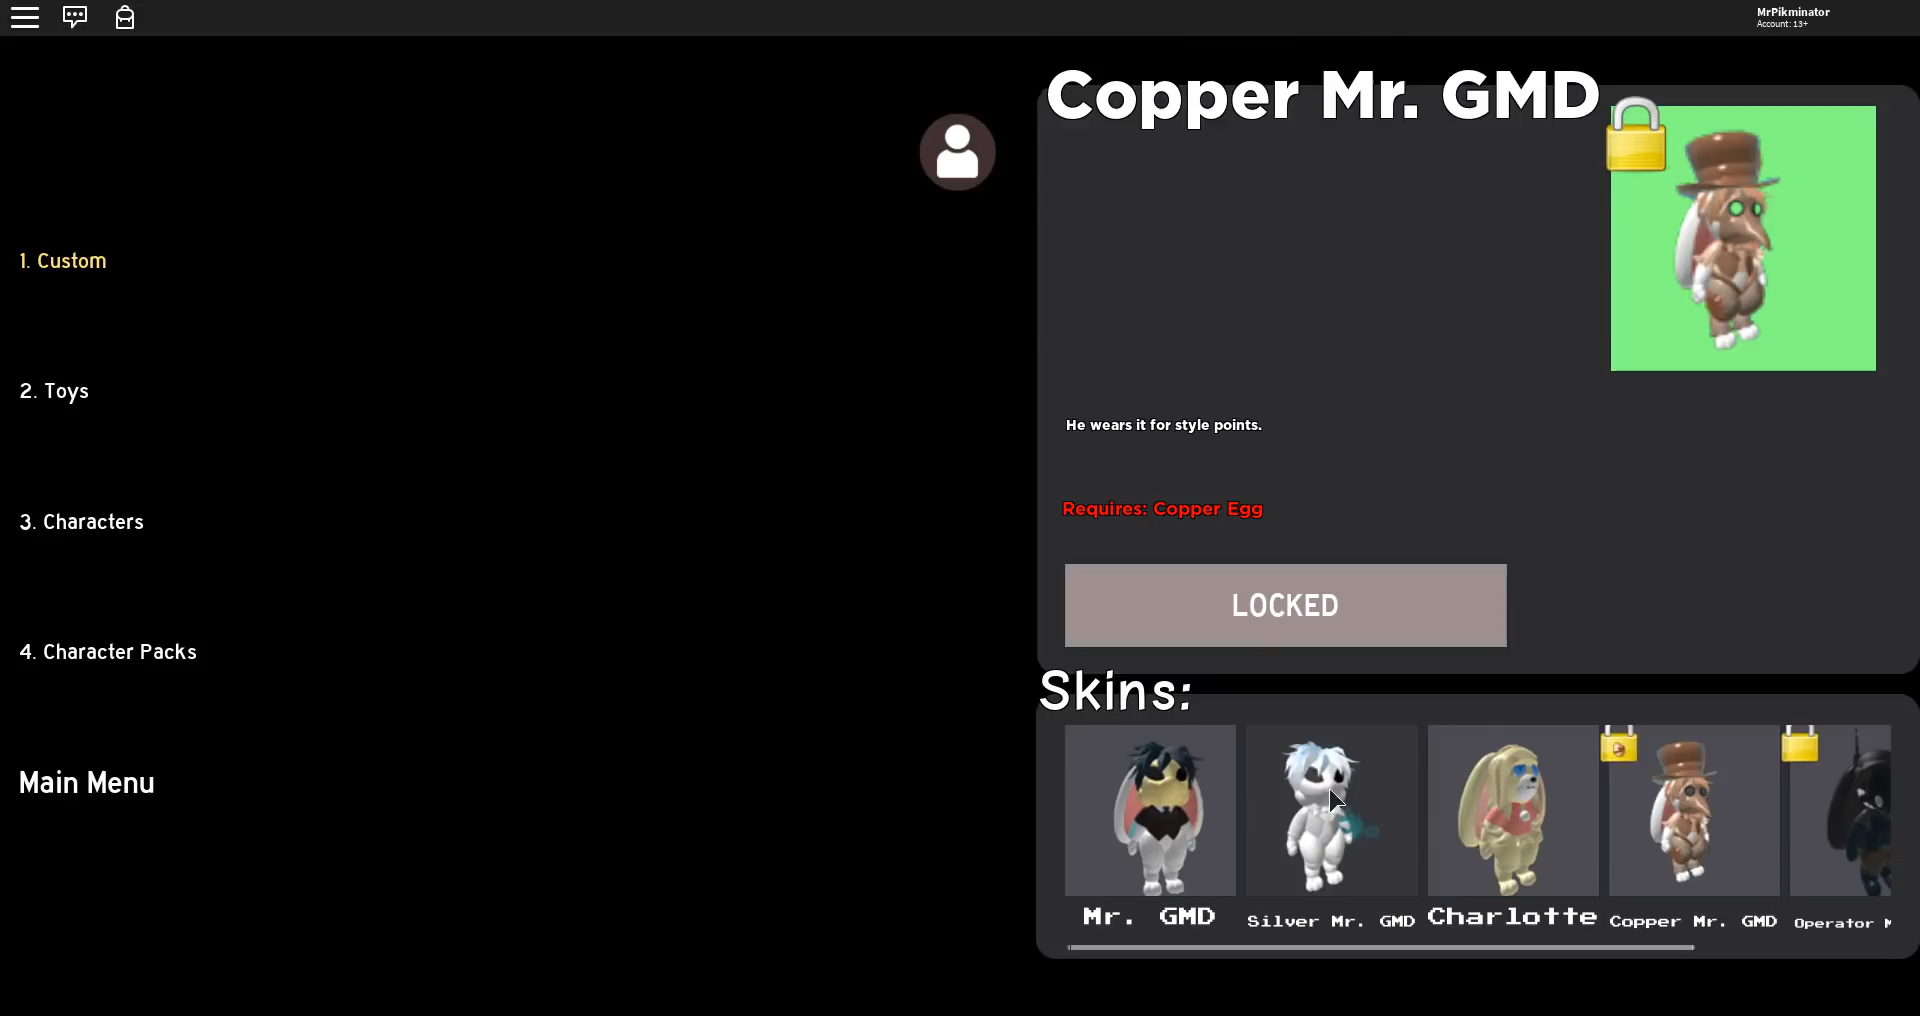 MrPikminator
Account: 13+
Copper Mr. GMD
1. Custom
2. Toys
3. Characters
4. Character Packs
Main Menu
He wears it for style points.
Requires: Copper Egg
LOCKED
Skins:
Mr. GMD
Silver Mr. GMD
Charlotte
Copper Mr. GMD
Operator